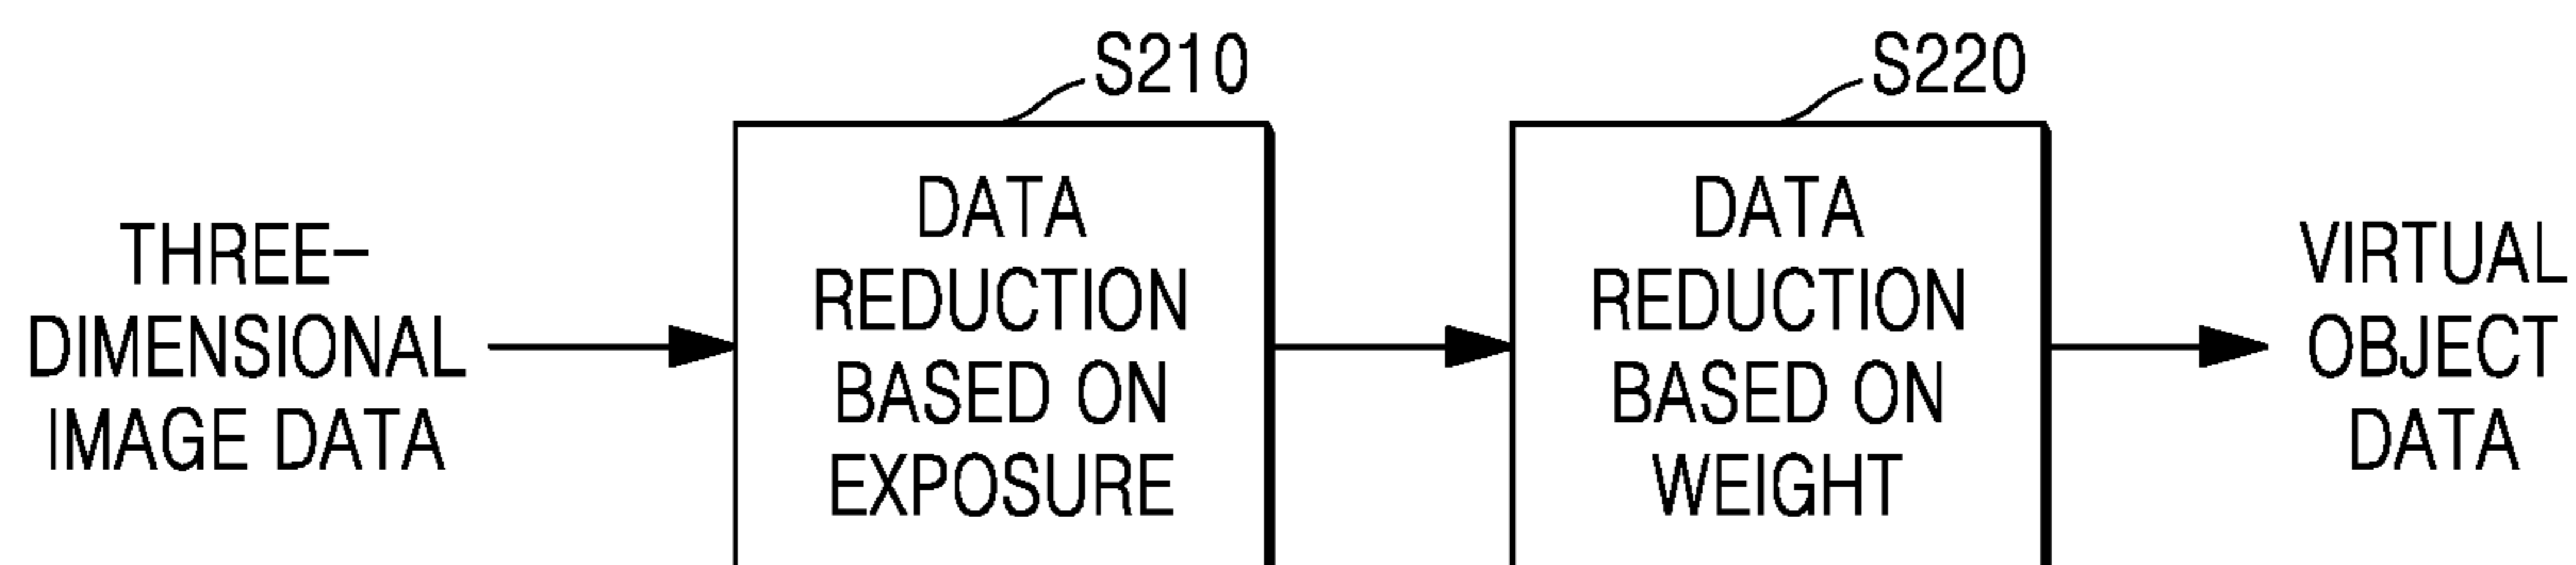 S210
S220
THREE-
DIMENSIONAL
IMAGE DATA
DATA
REDUCTION
BASED ON
EXPOSURE
DATA
REDUCTION
BASED ON
WEIGHT
VIRTUAL
OBJECT
DATA